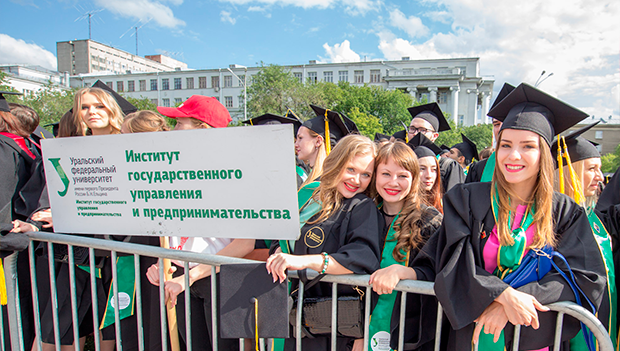 Уральский
федеральный
университет
имени первого Президента
России Б.Н.Ельцина
Институт
государственного управления
и предпринимательства
Институт
государственного
управления
и предпринимательства